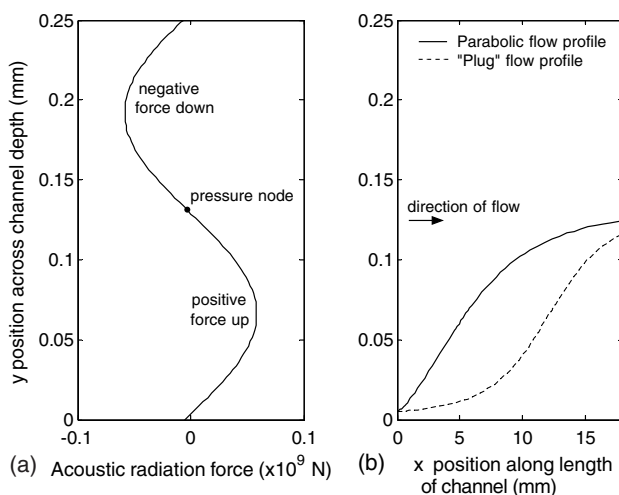 0.25
0.2
0.15
0.1
0.05
0
y position across channel depth (mm)
negative
force down
pressure node
positive
force up
-0.1
0
0.1
(a) Acoustic radiation force (x10⁹ N)
0.25
0.2
0.15
0.1
0.05
0
Parabolic flow profile
"Plug" flow profile
direction of flow
0
5
10
15
(b) x position along length
of channel (mm)